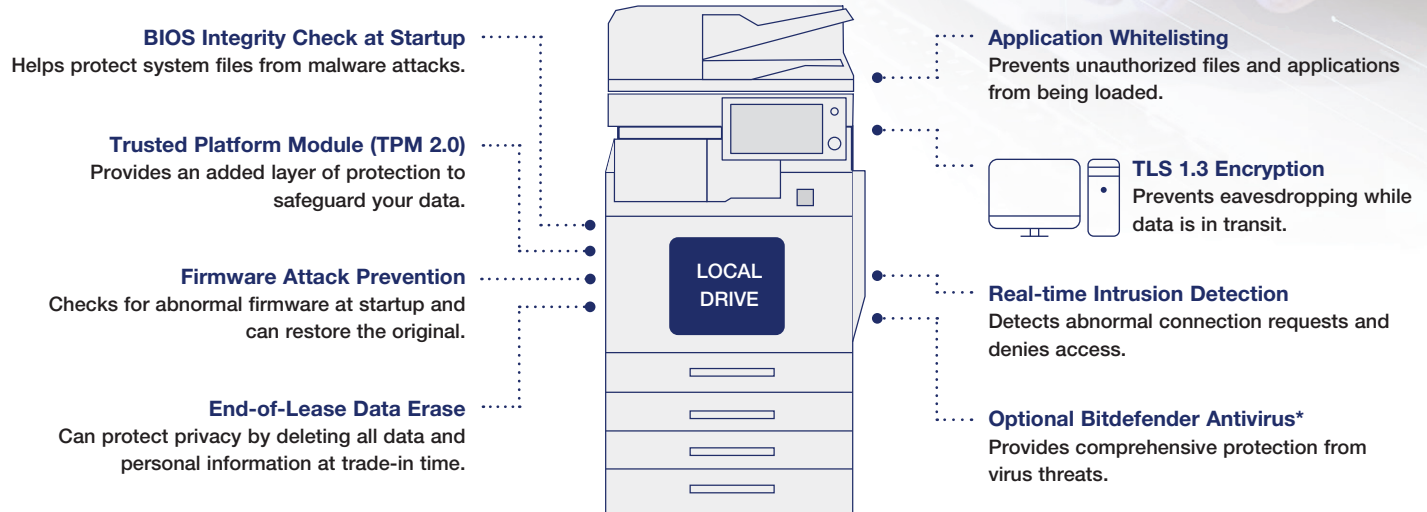 BIOS Integrity Check at Startup
Helps protect system files from malware attacks.
Trusted Platform Module (TPM 2.0)
Provides an added layer of protection to
safeguard your data.
Firmware Attack Prevention
Checks for abnormal firmware at startup and
can restore the original.
End-of-Lease Data Erase
Can protect privacy by deleting all data and
personal information at trade-in time.
LOCAL
DRIVE
Application Whitelisting
Prevents unauthorized files and applications
from being loaded.
TLS 1.3 Encryption
Prevents eavesdropping while
data is in transit.
Real-time Intrusion Detection
Detects abnormal connection requests and
denies access.
Optional Bitdefender Antivirus*
Provides comprehensive protection from
virus threats.